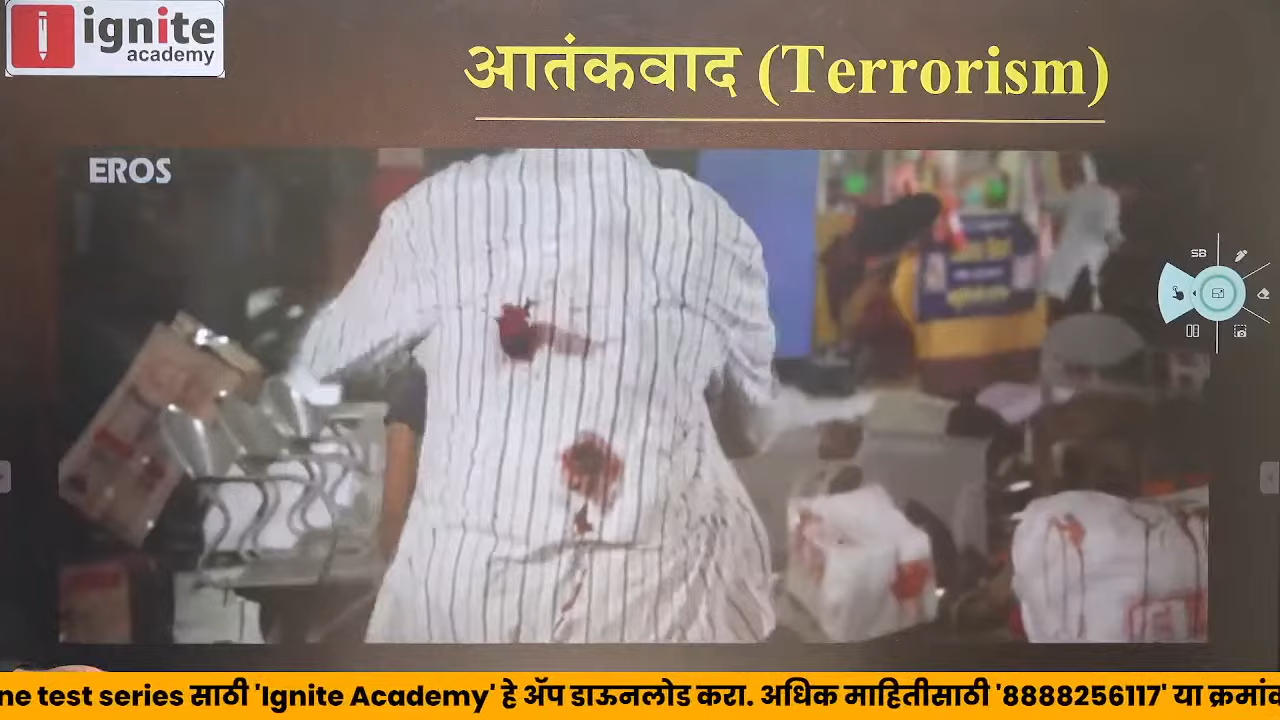 ignite
academy
आतंकवाद (Terrorism)
EROS
SB
ne test series साठी 'Ignite Academy' हे ॲप डाऊनलोड करा. अधिक माहितीसाठी '8888256117' या क्रमांक